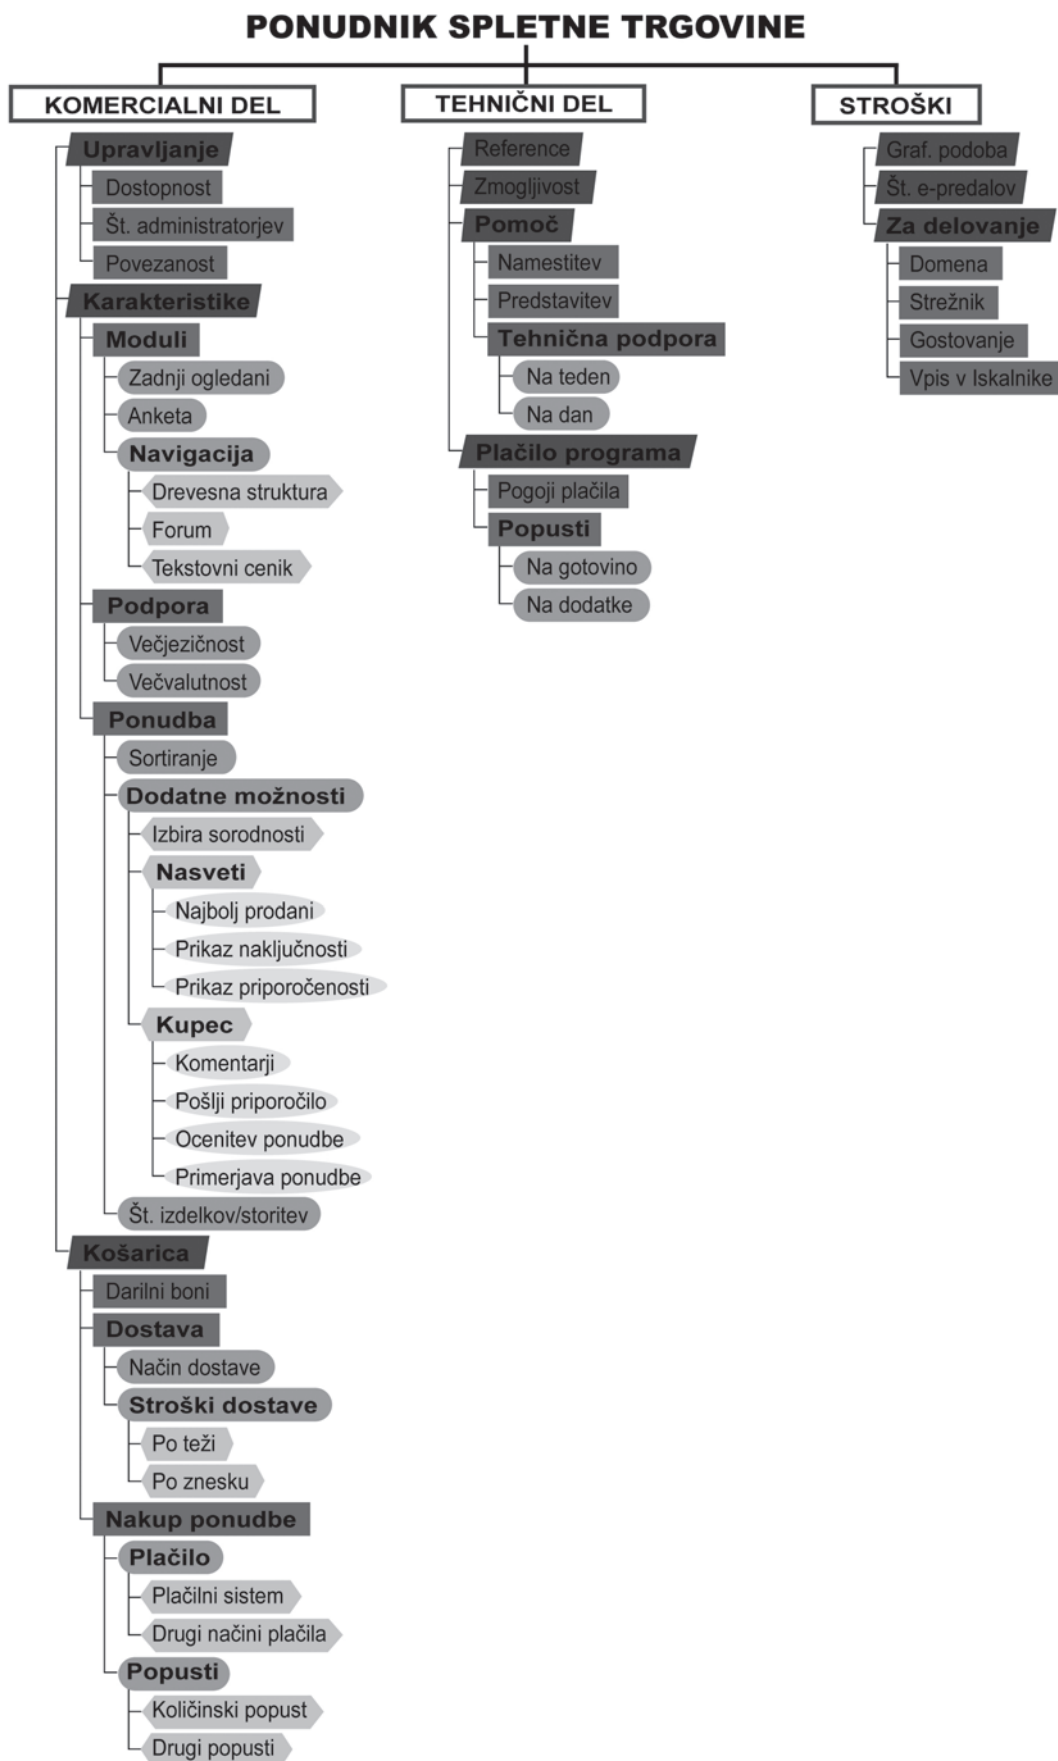 PONUDNIK SPLETNE TRGOVINE
KOMERCIALNI DEL
Upravljanje
Dostopnost
Št. administratorjev
Povezanost
Karakteristike
Moduli
Zadnji ogledani
Anketa
Navigacija
Drevesna struktura
Forum
Tekstovni cenik
Podpora
Večjezičnost
Večvalutnost
Ponudba
Sortiranje
Dodatne možnosti
Izbira sorodnosti
Nasveti
Najbolj prodani
Prikaz naključnosti
Prikaz priporočenosti
Kupec
Komentarji
Pošlji priporočilo
Ocenitev ponudbe
Primerjava ponudbe
Št. izdelkov/storitev
Košarica
Darilni boni
Dostava
Način dostave
Stroški dostave
Po teži
Po znesku
Nakup ponudbe
Plačilo
Plačilni sistem
Drugi načini plačila
Popusti
Količinski popust
Drugi popusti
TEHNIČNI DEL
Reference
Zmogljivost
Pomoč
Namestitev
Predstavitev
Tehnična podpora
Na teden
Na dan
Plačilo programa
Pogoji plačila
Popusti
Na gotovino
Na dodatke
STROŠKI
Graf. podoba
Št. e-predalov
Za delovanje
Domena
Strežnik
Gostovanje
Vpis v Iskalnike